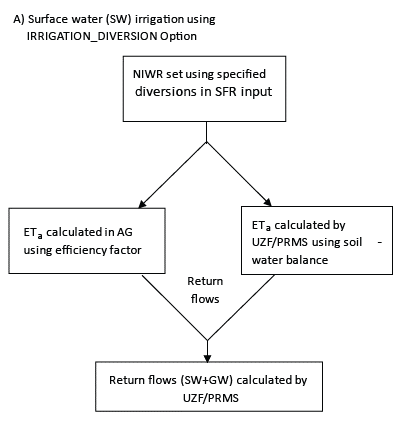 A) Surface water (SW) irrigation using
IRRIGATION_DIVERSION Option
NIWR set using specified
diversions in SFR input
ETa calculated in AG
using efficiency factor
ETa calculated by
UZF/PRMS using soil -
water balance
Return
flows
Return flows (SW+GW) calculated by
UZF/PRMS